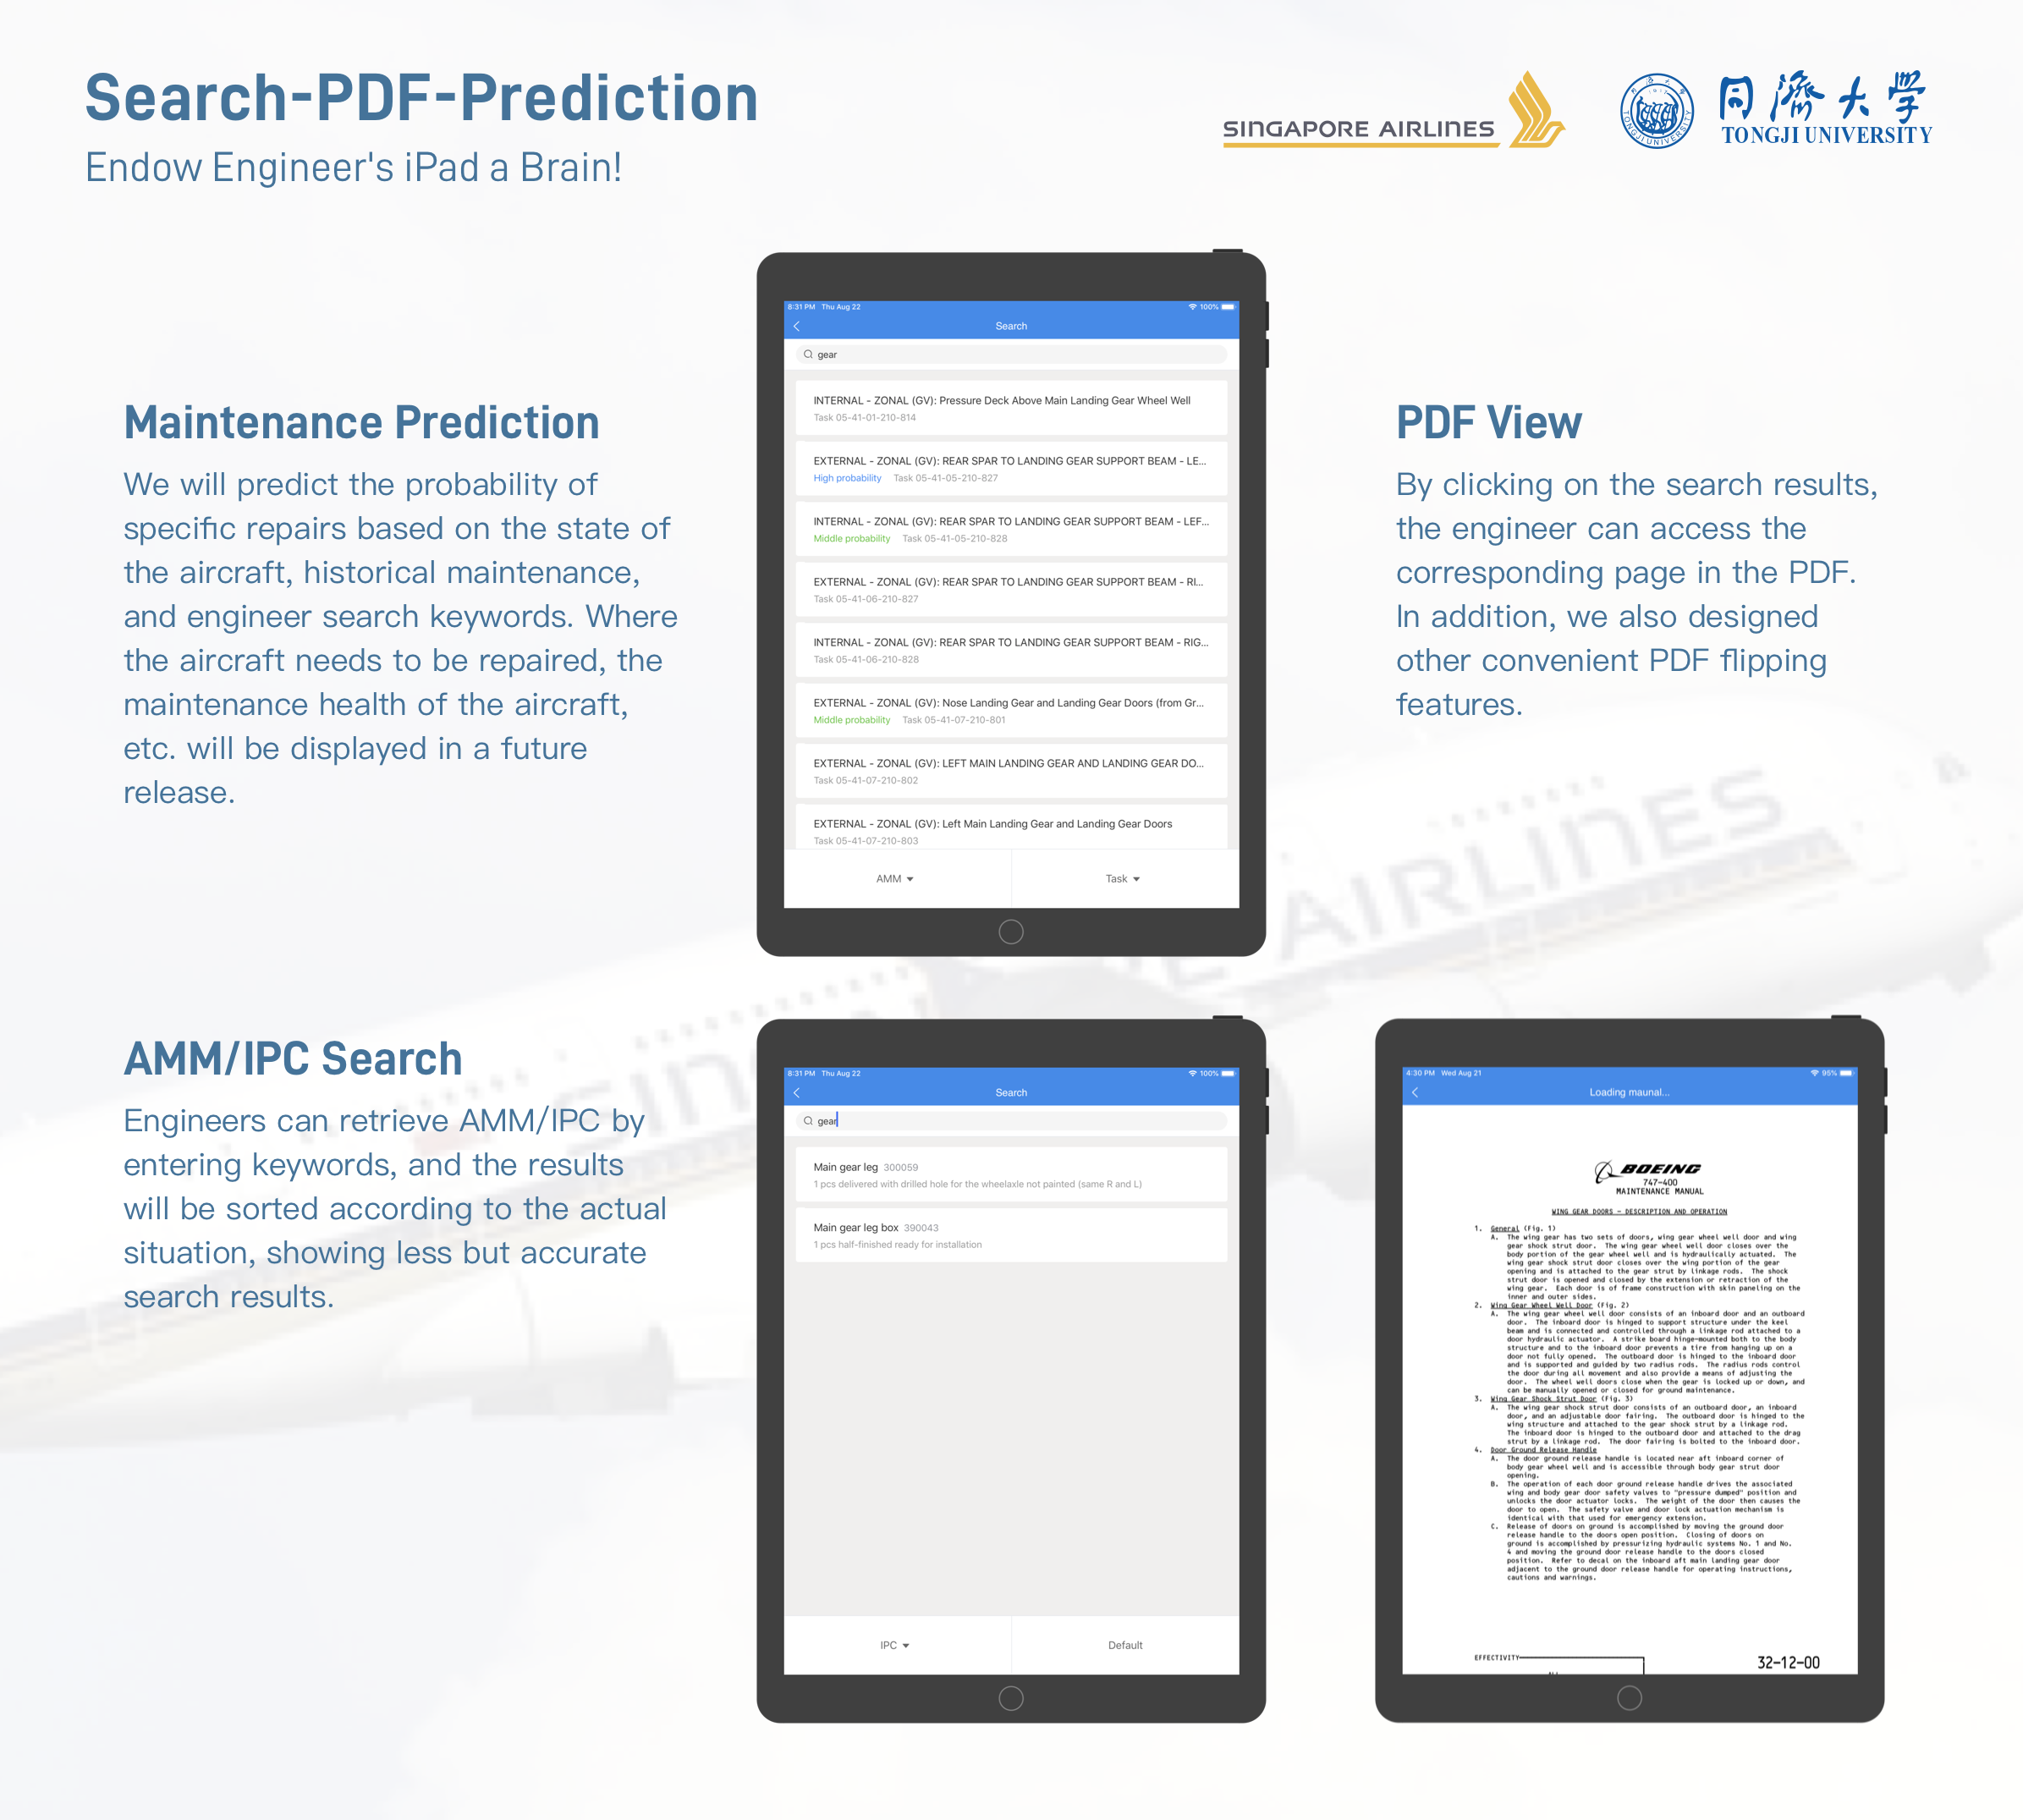 Search-PDF-Prediction
Endow Engineer's iPad a Brain!
SINGAPORE AIRLINES
同濟大學
TONGJI UNIVERSITY
TONGJI UNIVERSITY
Maintenance Prediction
We will predict the probability of
specific repairs based on the state of
the aircraft, historical maintenance,
and engineer search keywords. Where
the aircraft needs to be repaired, the
maintenance health of the aircraft,
etc. will be displayed in a future
release.
8:31 PM Thu Aug 22
100%
Search
gear
INTERNAL - ZONAL (GV): Pressure Deck Above Main Landing Gear Wheel Well
Task 05-41-01-210-814
EXTERNAL - ZONAL (GV): REAR SPAR TO LANDING GEAR SUPPORT BEAM - LE...
High probability Task 05-41-05-210-827
INTERNAL - ZONAL (GV): REAR SPAR TO LANDING GEAR SUPPORT BEAM - LEF...
Middle probability Task 05-41-05-210-828
EXTERNAL - ZONAL (GV): REAR SPAR TO LANDING GEAR SUPPORT BEAM - RI...
Task 05-41-06-210-827
INTERNAL - ZONAL (GV): REAR SPAR TO LANDING GEAR SUPPORT BEAM - RIG...
Task 05-41-06-210-828
EXTERNAL - ZONAL (GV): Nose Landing Gear and Landing Gear Doors (from Gr...
Middle probability Task 05-41-07-210-801
EXTERNAL - ZONAL (GV): LEFT MAIN LANDING GEAR AND LANDING GEAR DO...
Task 05-41-07-210-802
EXTERNAL - ZONAL (GV): Left Main Landing Gear and Landing Gear Doors
Task 05-41-07-210-803
AMM
Task
PDF View
By clicking on the search results,
the engineer can access the
corresponding page in the PDF.
In addition, we also designed
other convenient PDF flipping
features.
AIRLINES
AMM/IPC Search
Engineers can retrieve AMM/IPC by
entering keywords, and the results
will be sorted according to the actual
situation, showing less but accurate
search results.
8:31 PM Thu Aug 22
100%
Search
gear
Main gear leg 300059
1 pcs delivered with drilled hole for the wheelaxle not painted (same R and L)
Main gear leg box 390043
1 pcs half-finished ready for installation
IPC
Default
4:30 PM Wed Aug 21
95%
Loading maunal...
BOEING
747-400
MAINTENANCE MANUAL
WING GEAR DOORS - DESCRIPTION AND OPERATION
1. General (Fig. 1)
A. The wing gear has two sets of doors, wing gear wheel well door and wing
gear shock strut door. The wing gear wheel well door closes over the
body portion of the gear wheel well and is hydraulically actuated. The
wing gear shock strut door closes over the wing portion of the gear
opening and is attached to the gear strut by linkage rods. The shock
strut door is opened and closed by the extension or retraction of the
wing gear. Each door is of frame construction with skin paneling on the
inner and outer sides.
2. Wing Gear Wheel Well Door (Fig. 2)
A. The wing gear wheel well door consists of an inboard door and an outboard
door. The inboard door is hinged to support structure under the keel
beam and is connected and controlled through a linkage rod attached to a
door hydraulic actuator. A strike board hinge-mounted both to the body
structure and to the inboard door prevents a tire from hanging up on a
door not fully opened. The outboard door is hinged to the inboard door
and is supported and guided by two radius rods. The radius rods control
the door during all movement and also provide a means of adjusting the
door. The wheel well doors close when the gear is locked up or down, and
can be manually opened or closed for ground maintenance.
3. Wing Gear Shock Strut Door (Fig. 3)
A. The wing gear shock strut door consists of an outboard door, an inboard
door, and an adjustable door fairing. The outboard door is hinged to the
wing structure and attached to the gear shock strut by a linkage rod.
The inboard door is hinged to the outboard door and attached to the drag
strut by a linkage rod. The door fairing is bolted to the inboard door.
4. Door Ground Release Handle
A. The door ground release handle is located near aft inboard corner of
body gear wheel well and is accessible through body gear strut door
opening.
B. The operation of each door ground release handle drives the associated
wing and body gear door safety valves to "pressure dumped" position and
unlocks the door actuator locks. The weight of the door then causes the
door to open. The safety valve and door lock actuation mechanism is
identical with that used for emergency extension.
C. Release of doors on ground is accomplished by moving the ground door
release handle to the doors open position. Closing of doors on
ground is accomplished by pressurizing hydraulic systems No. 1 and No.
4 and moving the ground door release handle to the doors closed
position. Refer to decal on the inboard aft main landing gear door
adjacent to the ground door release handle for operating instructions,
cautions and warnings.
EFFECTIVITY
32-12-00